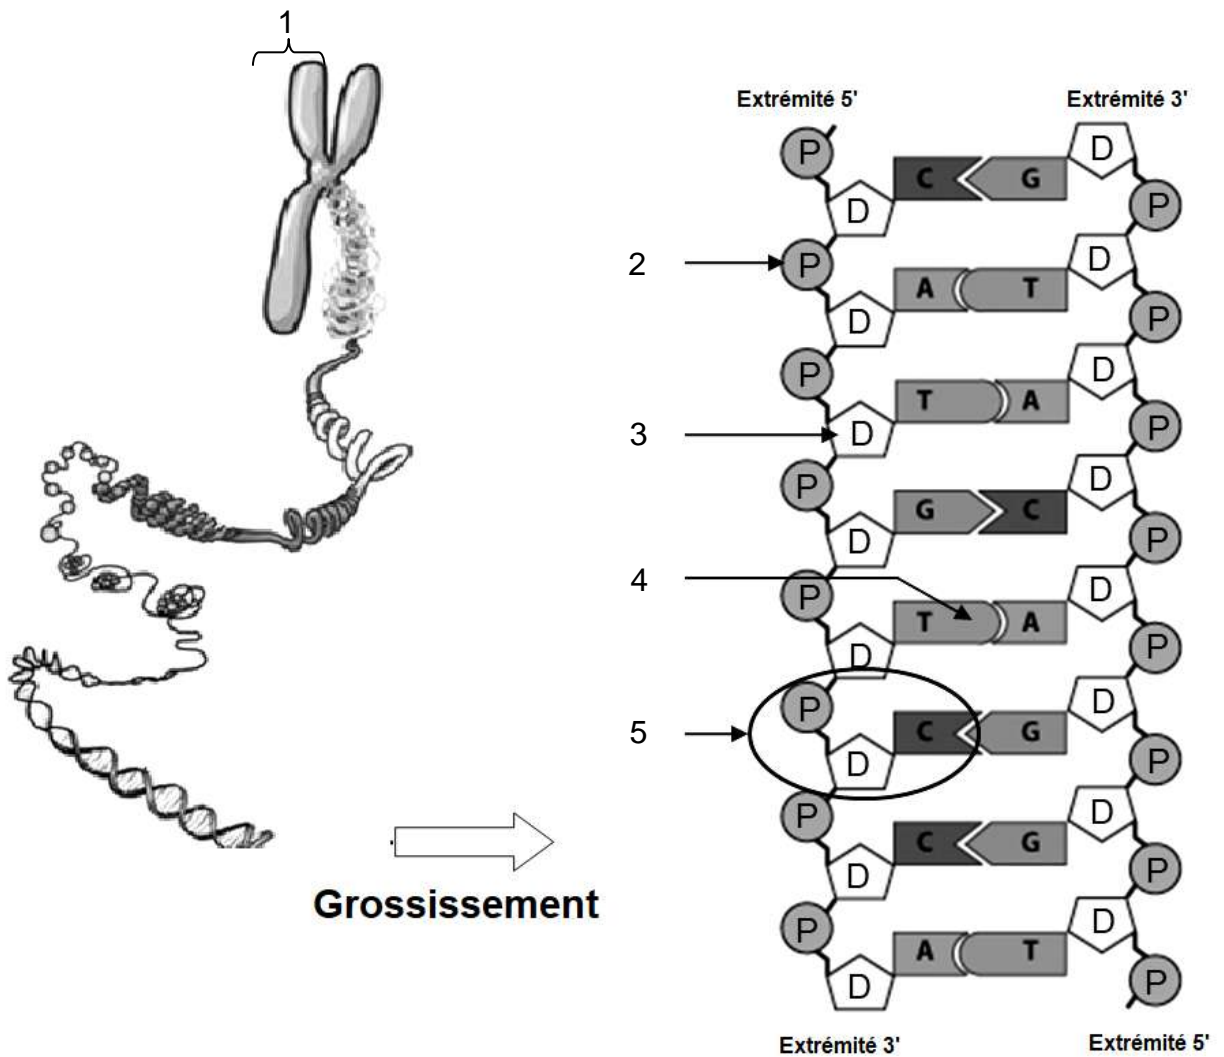 1
Extrémité 5' Extrémité 3'
P D C G D P
2 P D A T D P
P D T A D P
3
P D G C D P
4 P D T A D P
5 P D C G D P
P D C G D P
P D A T D P
Grossissement
Extrémité 3' Extrémité 5'